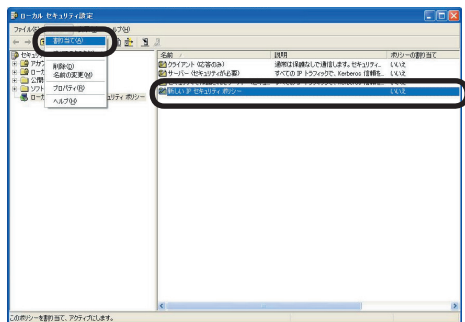 ローカル セキュリティ設定
ヘルプ(H)
割り当て(A)
削除(D)
名前の変更(M)
プロパティ(R)
ヘルプ(H)
名前
説明
ポリシーの割り当て
クライアント (応答のみ)
通常は保護なしで通信します。セキュリティ...
いいえ
サーバー (セキュリティが必要)
すべての IP トラフィックで、Kerberos 信頼を...
いいえ
新しい IP セキュリティ ポリシー
いいえ
このポリシーを割り当て、アクティブにします。